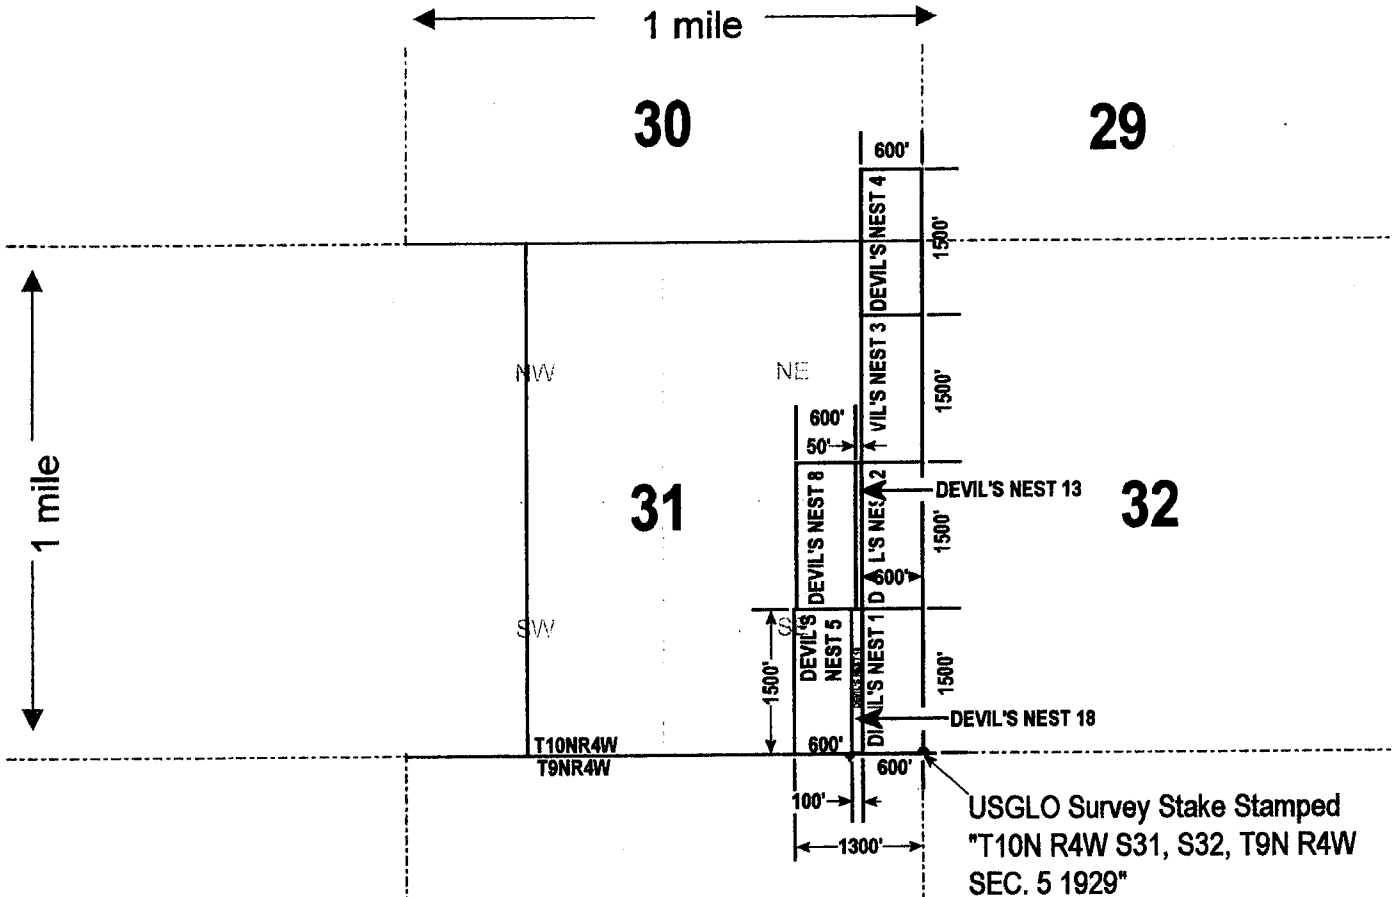 1 mile
30
29
600'
DEVIL'S NEST 4
1500'
1 mile
NW
NE
VIL'S NEST 3
1500'
600'
50'
31
32
DEVIL'S NEST 8
D L'S NES 2
DEVIL'S NEST 13
1500'
600'
SW
DEVIL'S
NEST 5
1500'
600'
NEST 1
1500'
DEVIL'S NEST 18
T10NR4W
T9NR4W
600'
100'
1300'
USGLO Survey Stake Stamped
"T10N R4W S31, S32, T9N R4W
SEC. 5 1929"